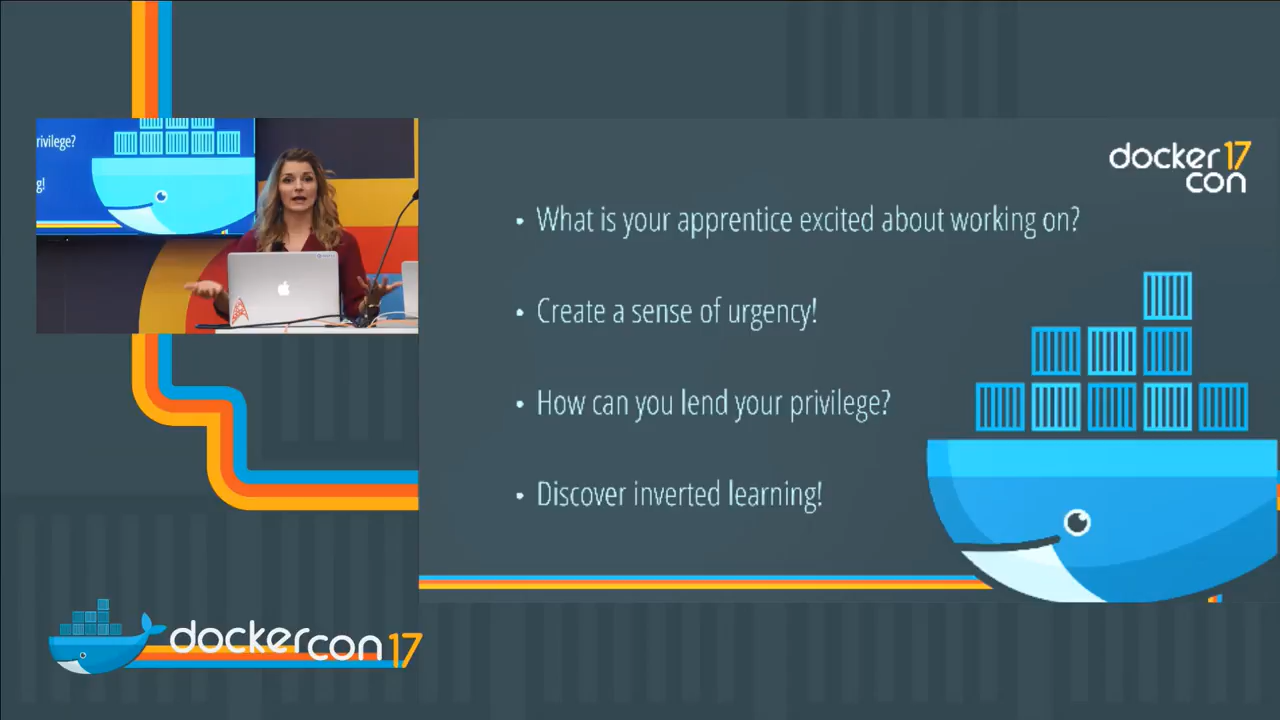 rivilege?
g!
docker 17
con
• What is your apprentice excited about working on?
• Create a sense of urgency!
• How can you lend your privilege?
• Discover inverted learning!
dockercon 17